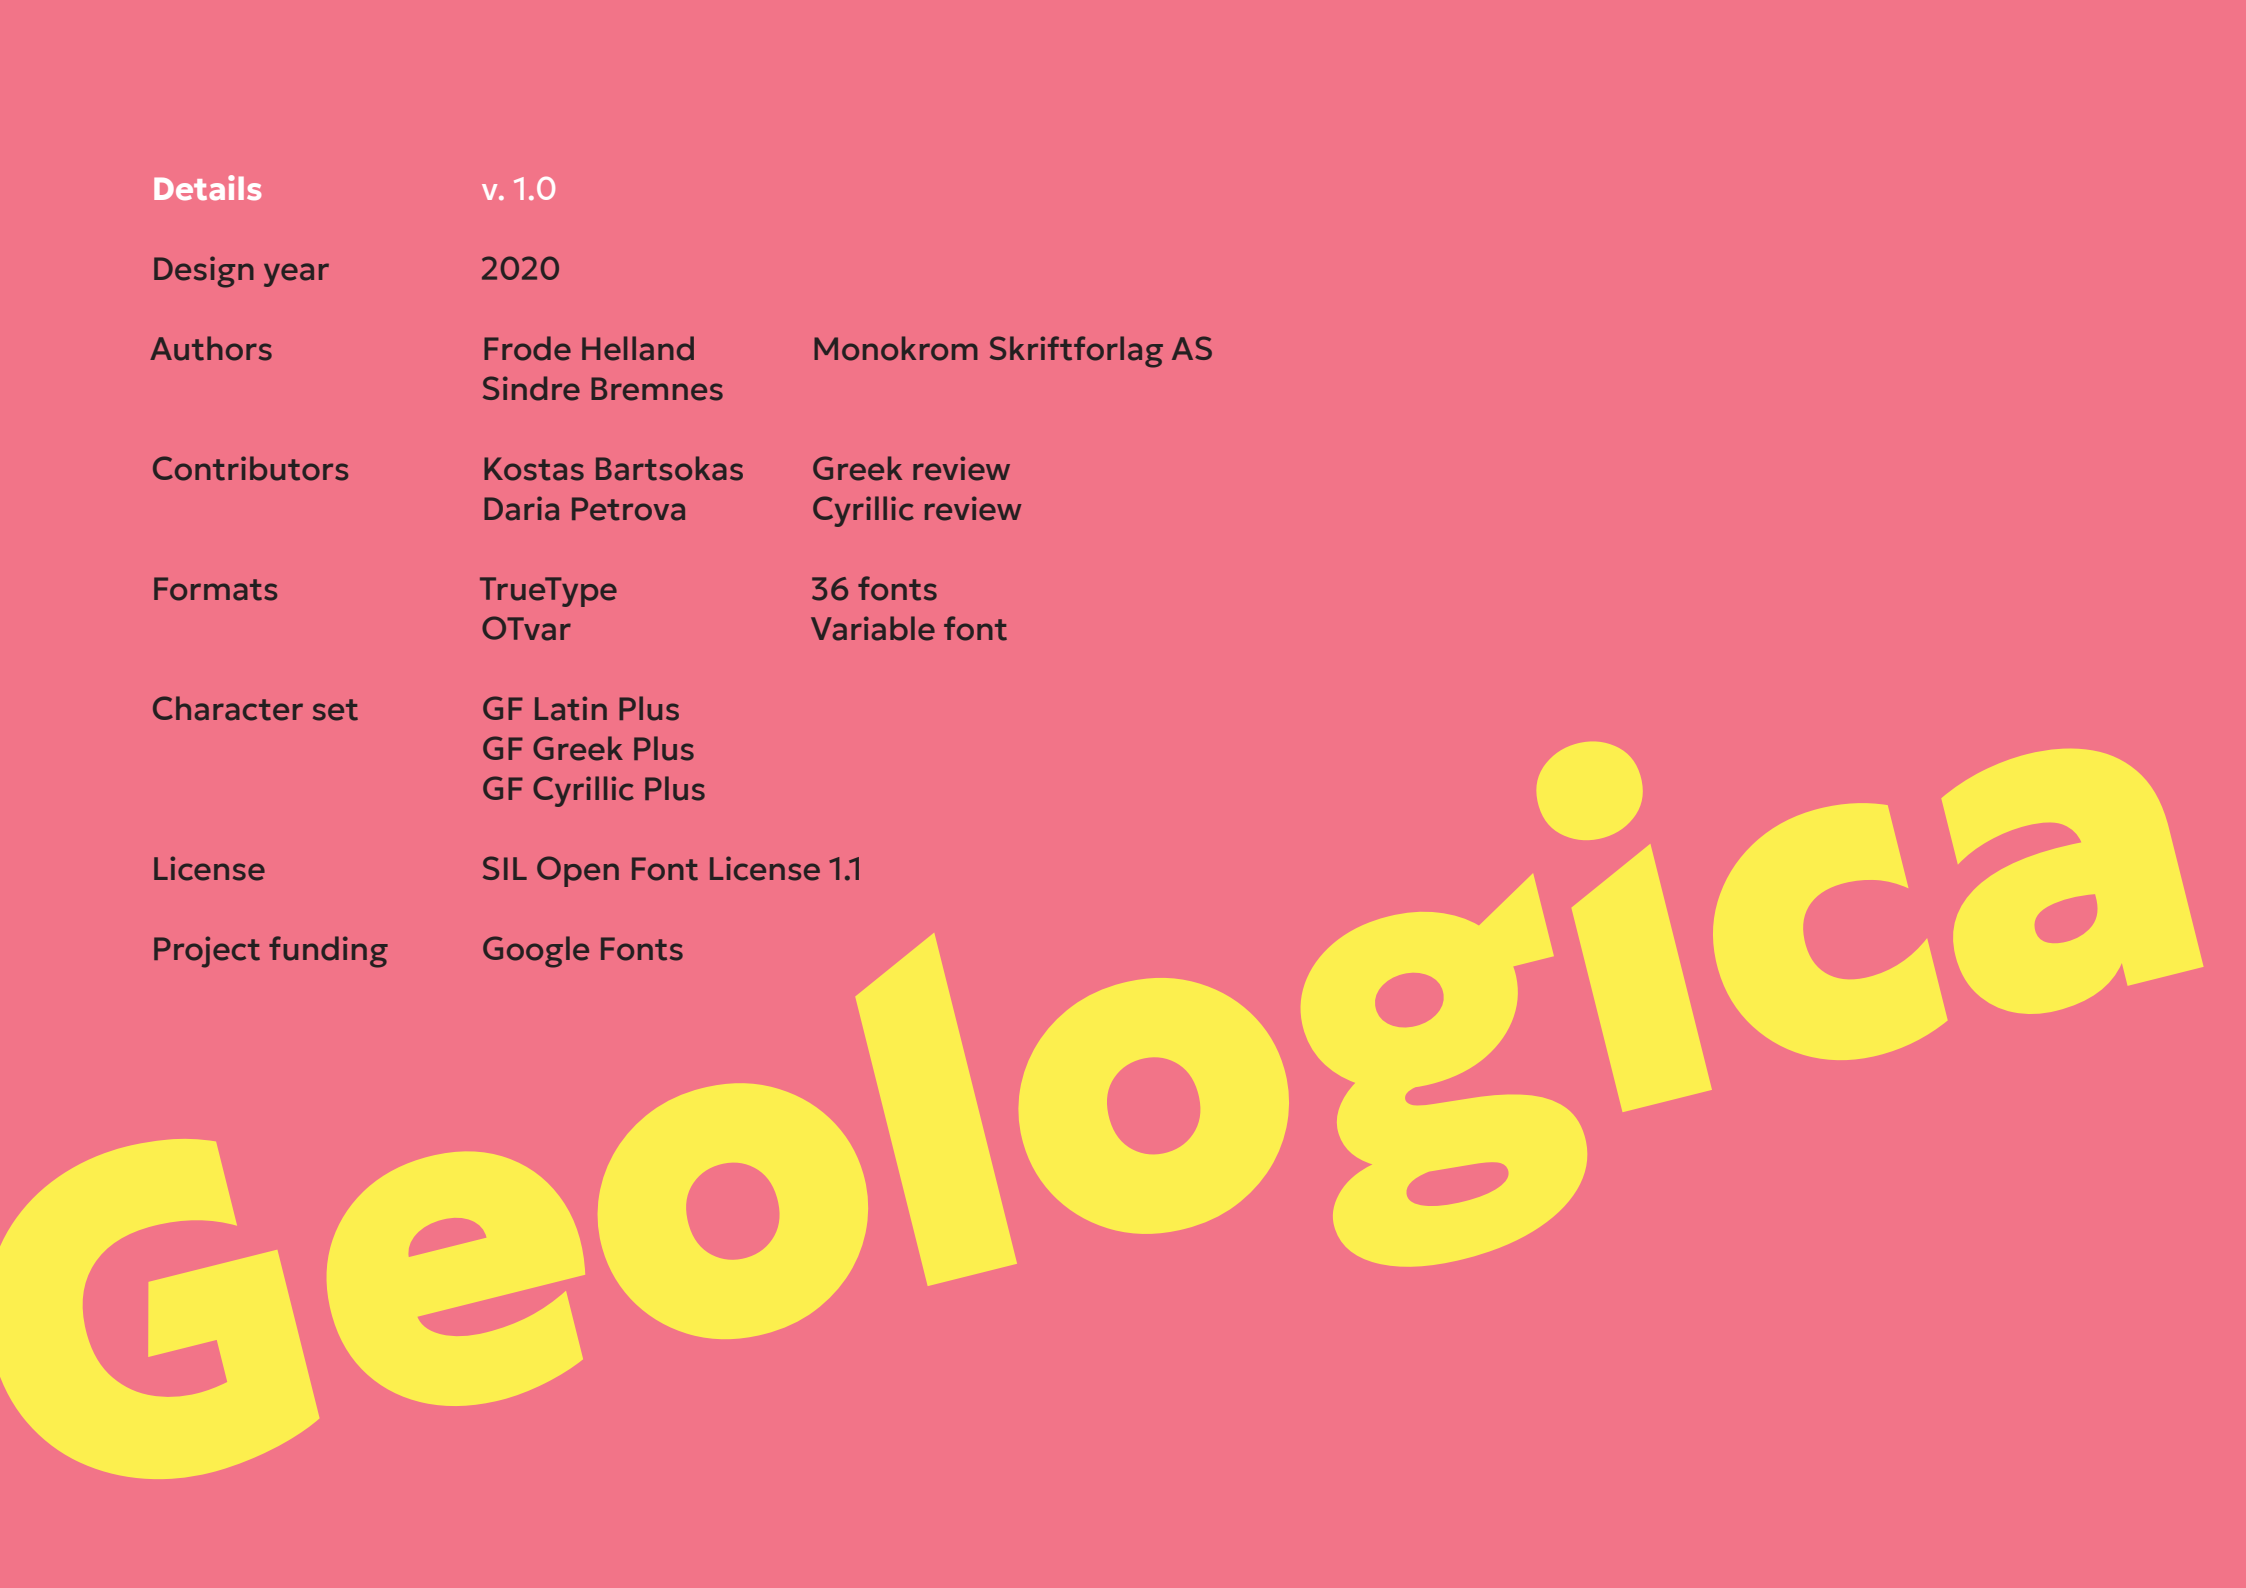 Details v. 1.0
Design year 2020
Authors Frode Helland Monokrom Skriftforlag AS
Sindre Bremnes
Contributors Kostas Bartsokas Greek review
Daria Petrova Cyrillic review
Formats TrueType 36 fonts
OTvar Variable font
Character set GF Latin Plus
GF Greek Plus
GF Cyrillic Plus
License SIL Open Font License 1.1
Project funding Google Fonts
Geologica